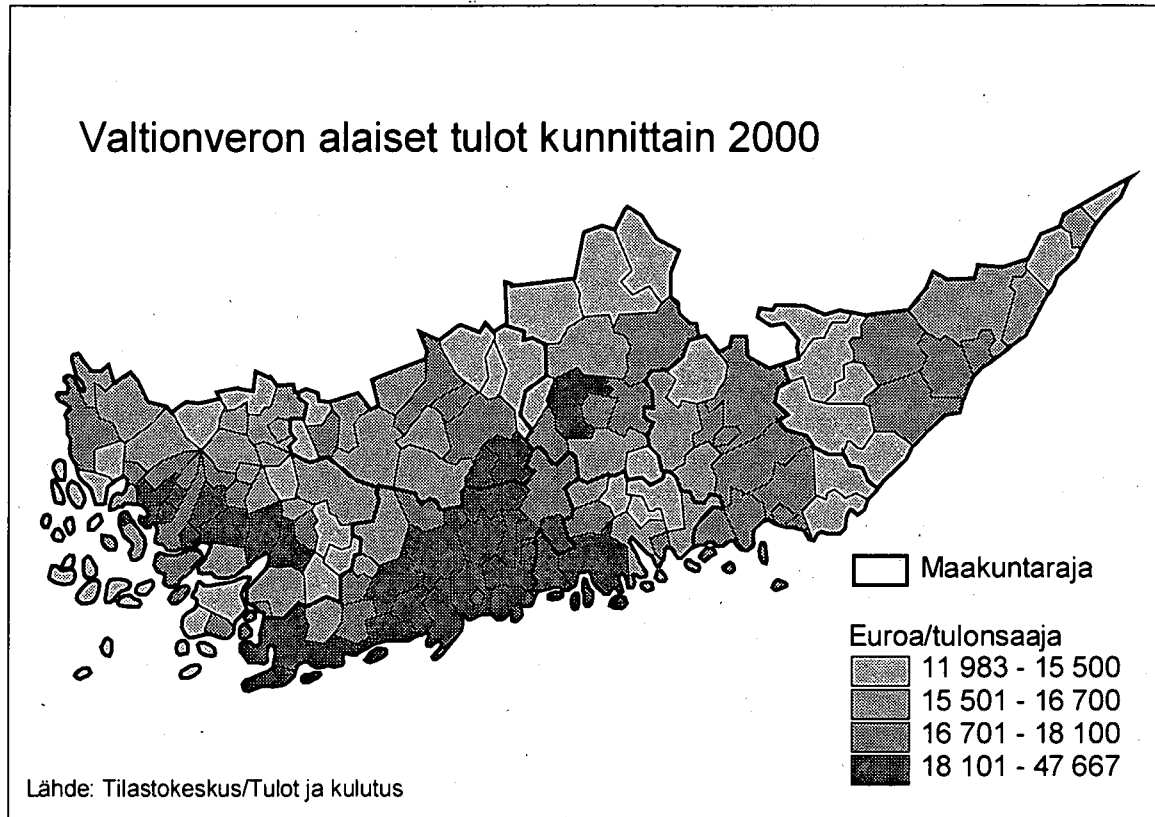 Valtionveron alaiset tulot kunnittain 2000
Maakuntaraja
Euroa/tulonsaaja
11 983 - 15 500
15 501 - 16 700
16 701 - 18 100
18 101 - 47 667
Lähde: Tilastokeskus/Tulot ja kulutus